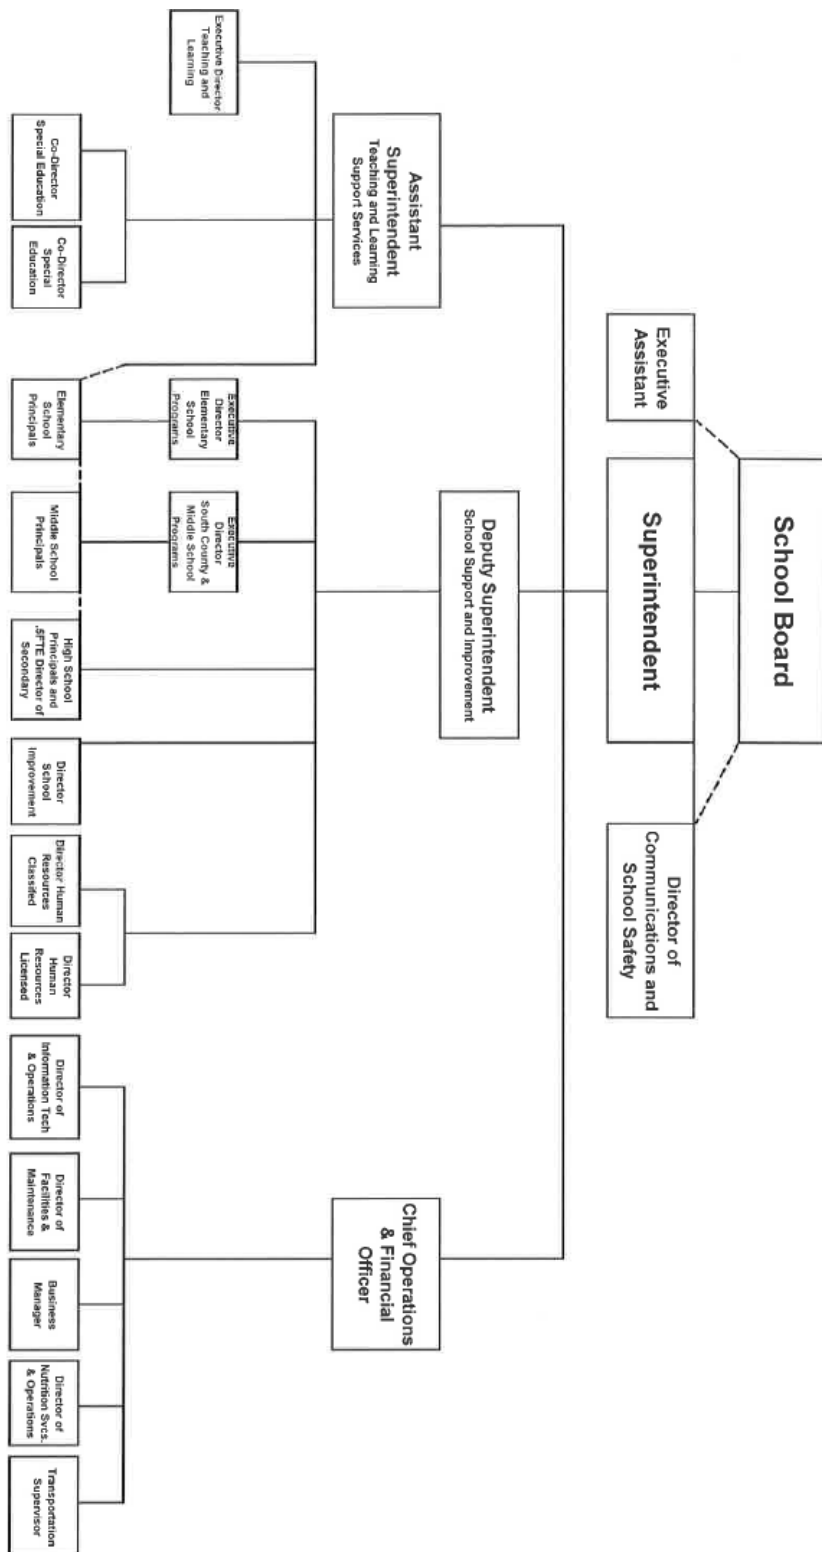 School Board
Executive
Assistant
Superintendent
Director of
Communications and
School Safety
Deputy Superintendent
School Support and Improvement
Assistant
Superintendent
Teaching and Learning
Support Services
Chief Operations
& Financial
Officer
Executive Director
Teaching and
Learning
Executive
Director
Elementary
School
Programs
Executive
Director
South County &
Middle School
Programs
Co-Director
Special Education
Co-Director
Special
Education
Elementary
School
Principals
Middle School
Principals
High School
Principals and
.5FTE Director of
Secondary
Director
School
Improvement
Director Human
Resources
Classifed
Director
Human
Resources
Licensed
Director of
Information Tech
& Operations
Director of
Facilities &
Maintenance
Business
Manager
Director of
Nutrition Svcs.
& Operations
Transportation
Supervisor